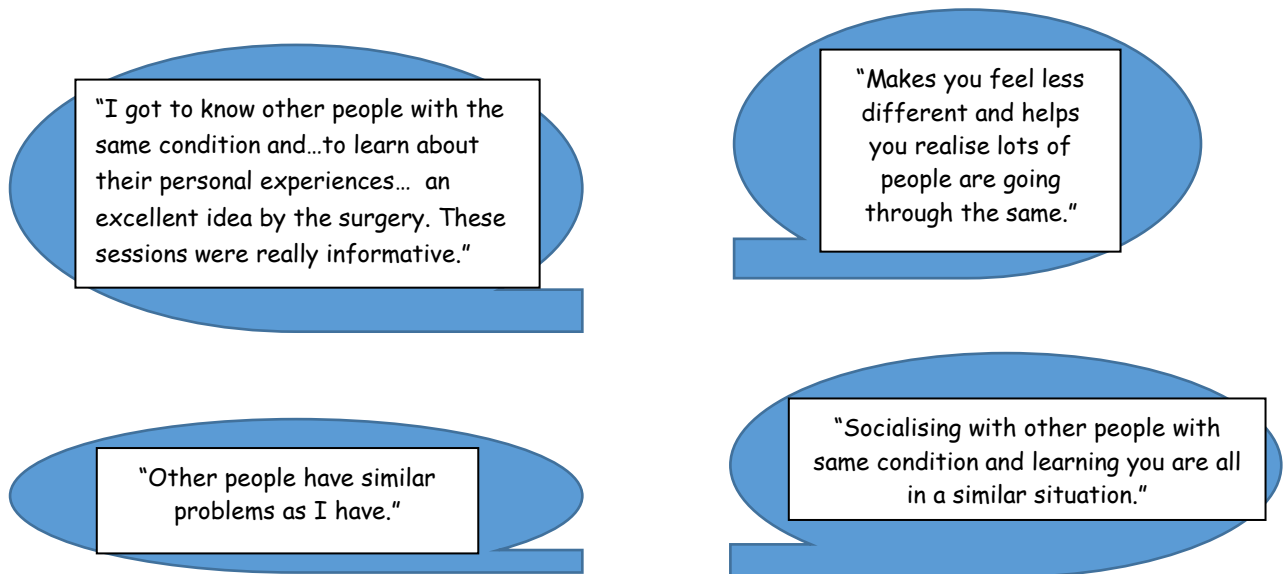 “I got to know other people with the
same condition and…to learn about
their personal experiences… an
excellent idea by the surgery. These
sessions were really informative.”
“Makes you feel less
different and helps
you realise lots of
people are going
through the same.”
“Other people have similar
problems as I have.”
“Socialising with other people with
same condition and learning you are all
in a similar situation.”